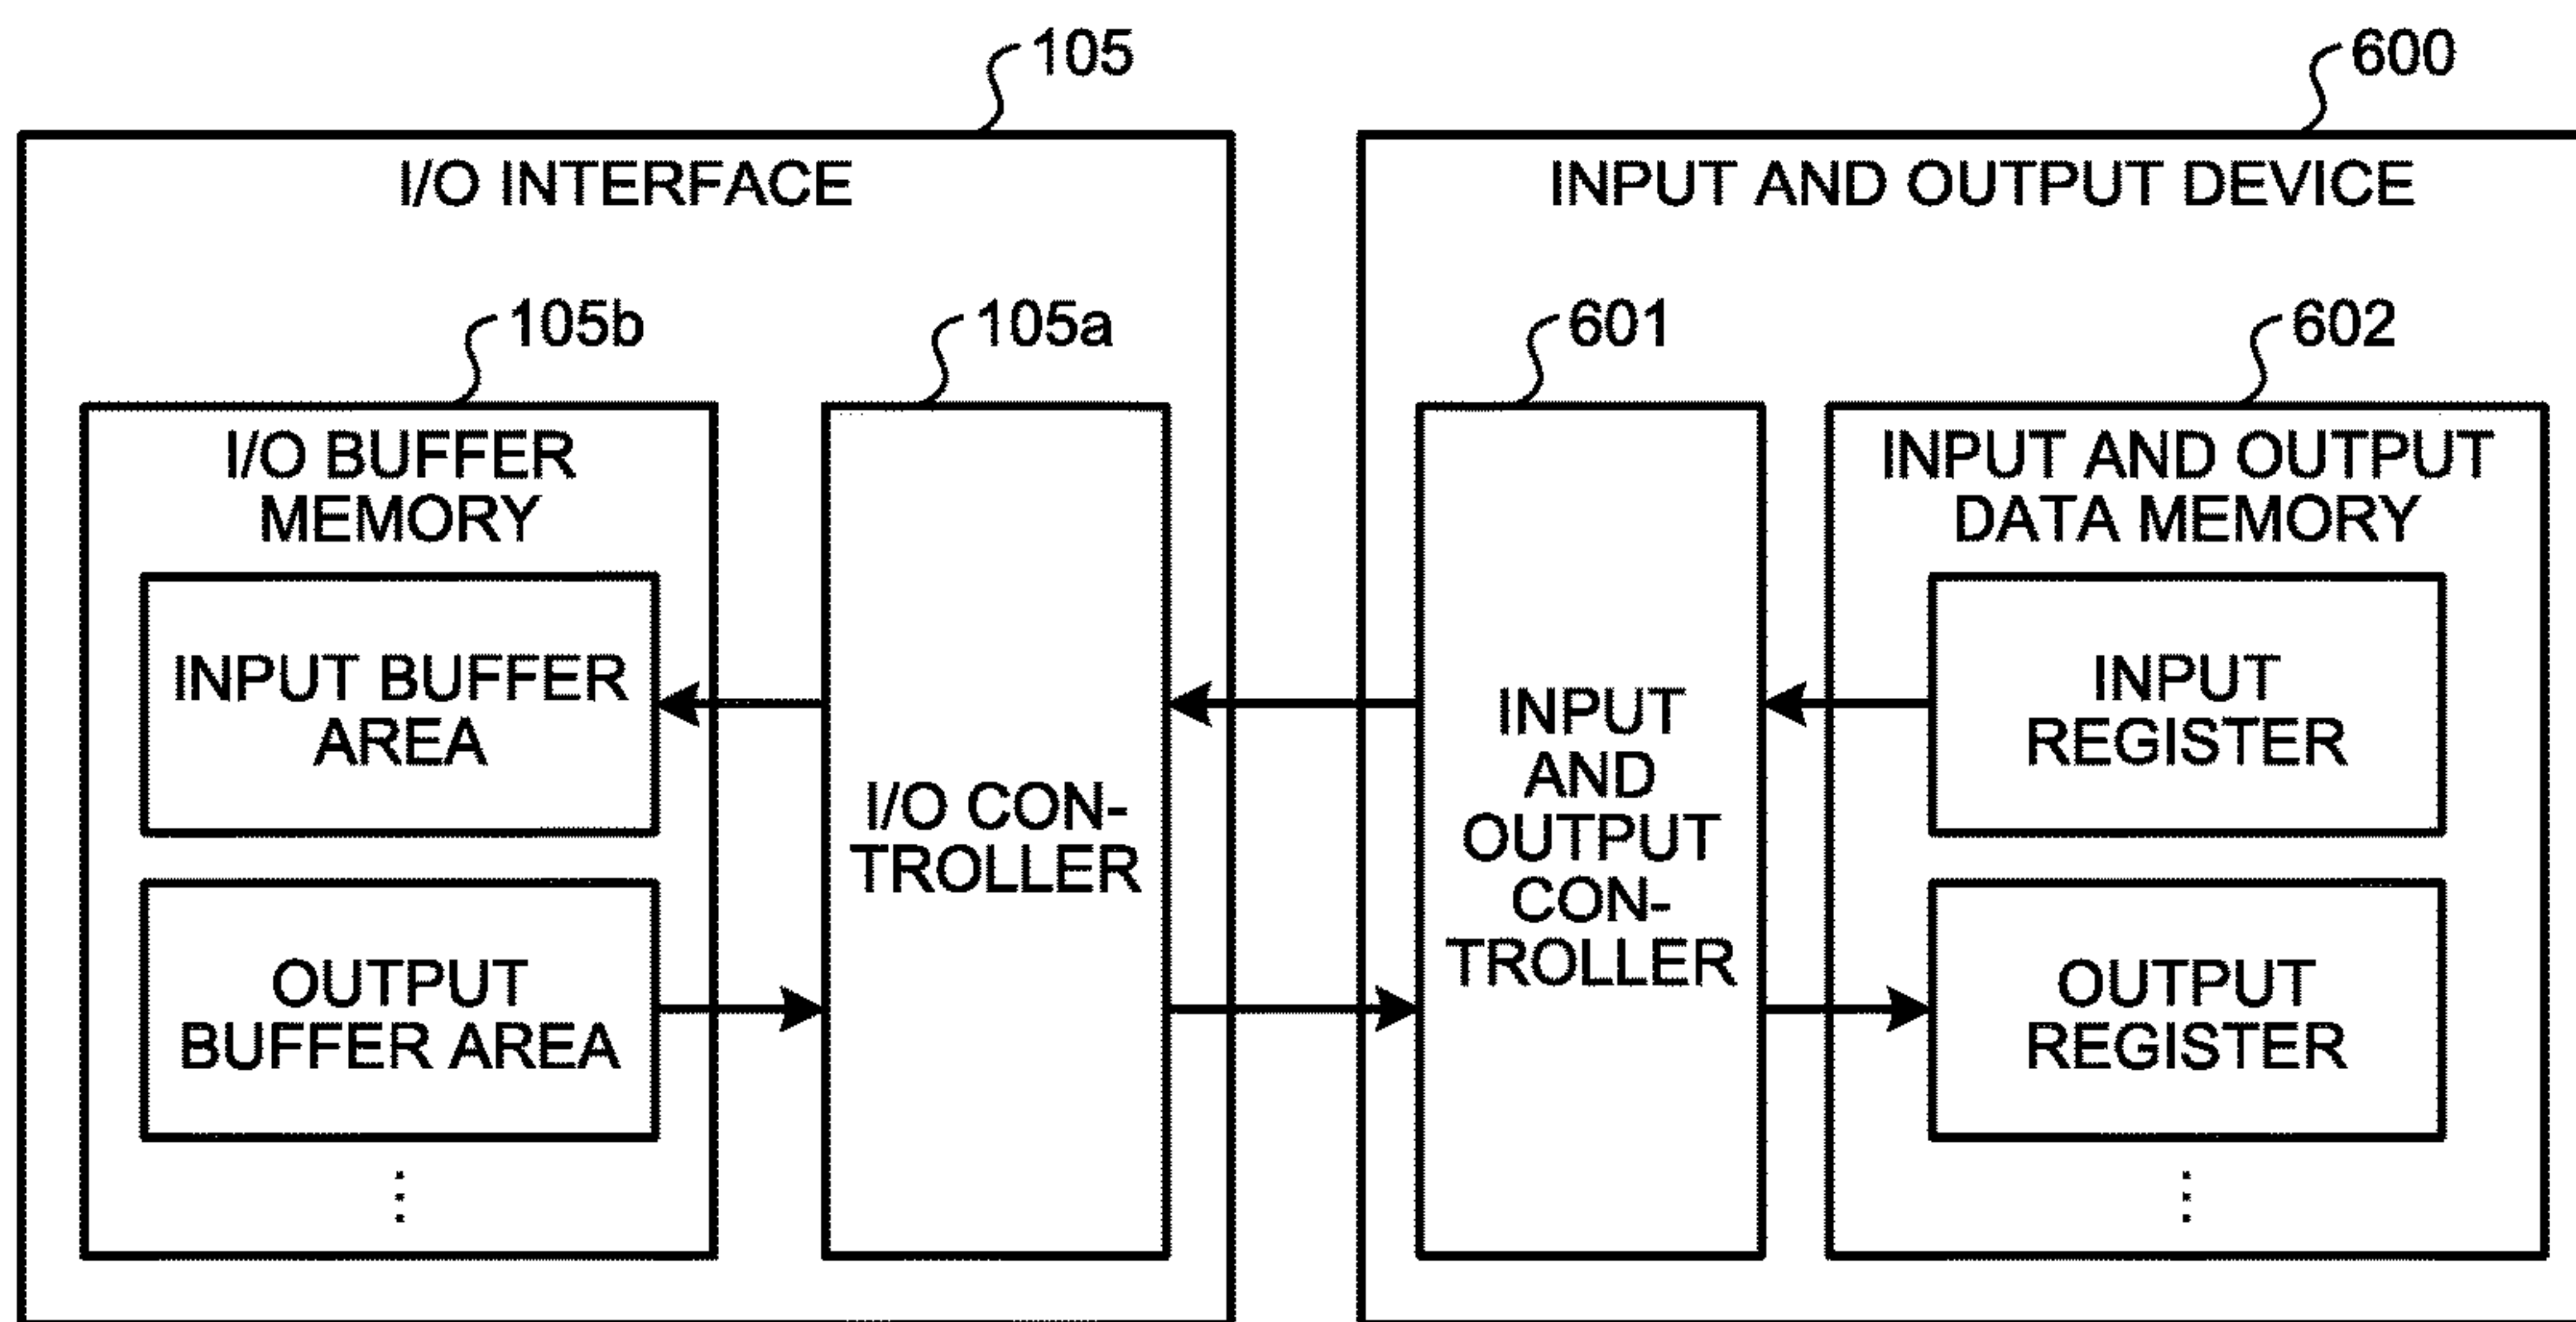 105
600
I/O INTERFACE
INPUT AND OUTPUT DEVICE
105b
105a
601
602
I/O BUFFER
MEMORY
INPUT BUFFER
AREA
OUTPUT
BUFFER AREA
I/O CON-
TROLLER
INPUT
AND
OUTPUT
CON-
TROLLER
INPUT AND OUTPUT
DATA MEMORY
INPUT
REGISTER
OUTPUT
REGISTER